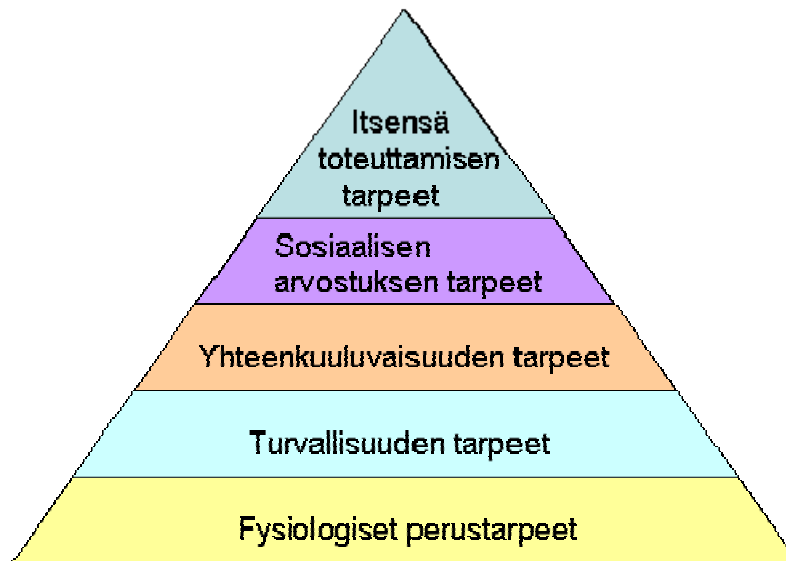 Itsensä
toteuttamisen
tarpeet
Sosiaalisen
arvostuksen tarpeet
Yhteenkuuluvaisuuden tarpeet
Turvallisuuden tarpeet
Fysiologiset perustarpeet